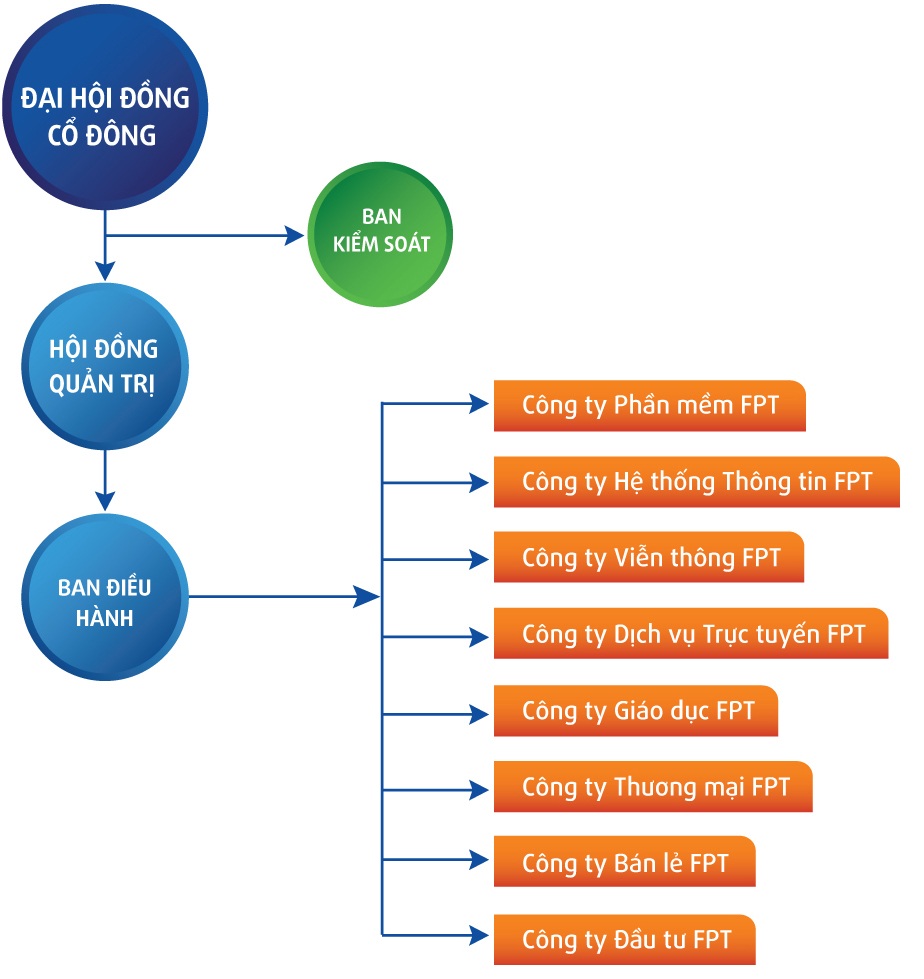 ĐẠI HỘI ĐỒNG
CỔ ĐÔNG
BAN
KIỂM SOÁT
HỘI ĐỒNG
QUẢN TRỊ
BAN ĐIỀU
HÀNH
Công ty Phần mềm FPT
Công ty Hệ thống Thông tin FPT
Công ty Viễn thông FPT
Công ty Dịch vụ Trực tuyến FPT
Công ty Giáo dục FPT
Công ty Thương mại FPT
Công ty Bán lẻ FPT
Công ty Đầu tư FPT